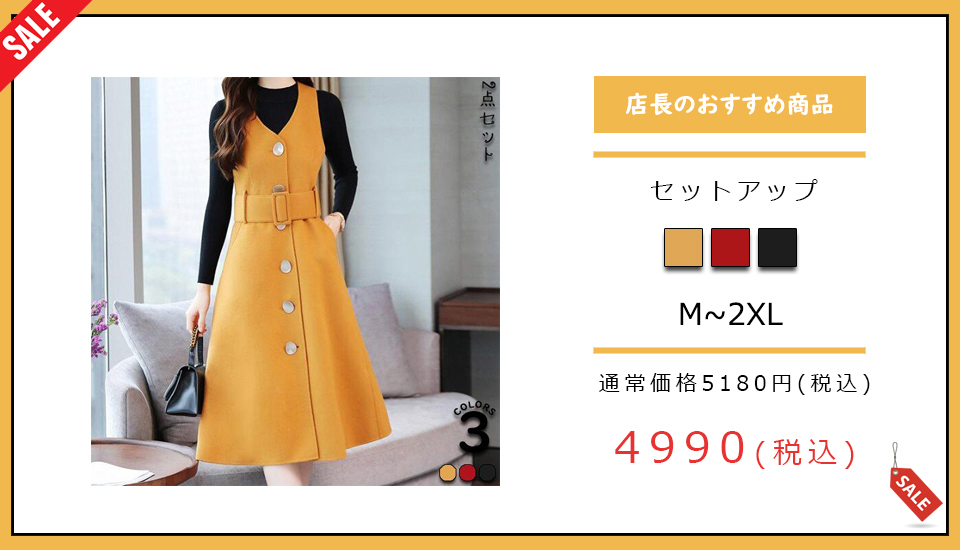 SALE
2点セット
COLORS
3
店長のおすすめ商品
セットアップ
M~2XL
通常価格5180円(税込)
4990(税込)
SALE